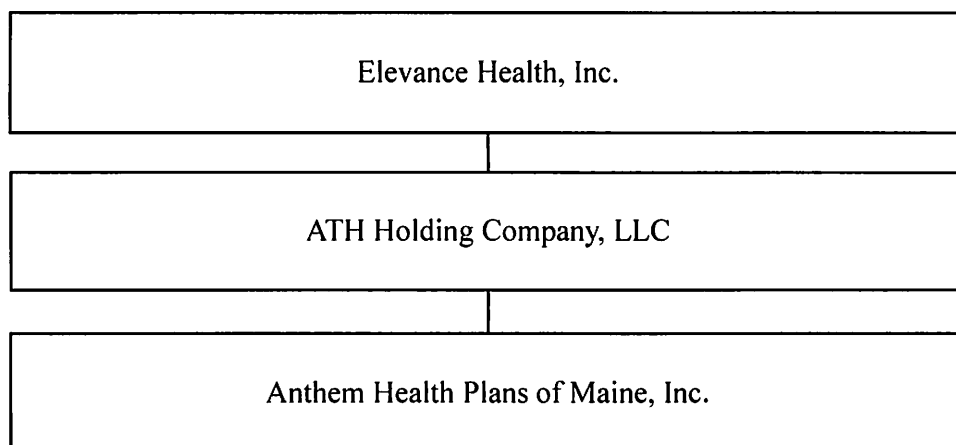 Elevance Health, Inc.
ATH Holding Company, LLC
Anthem Health Plans of Maine, Inc.